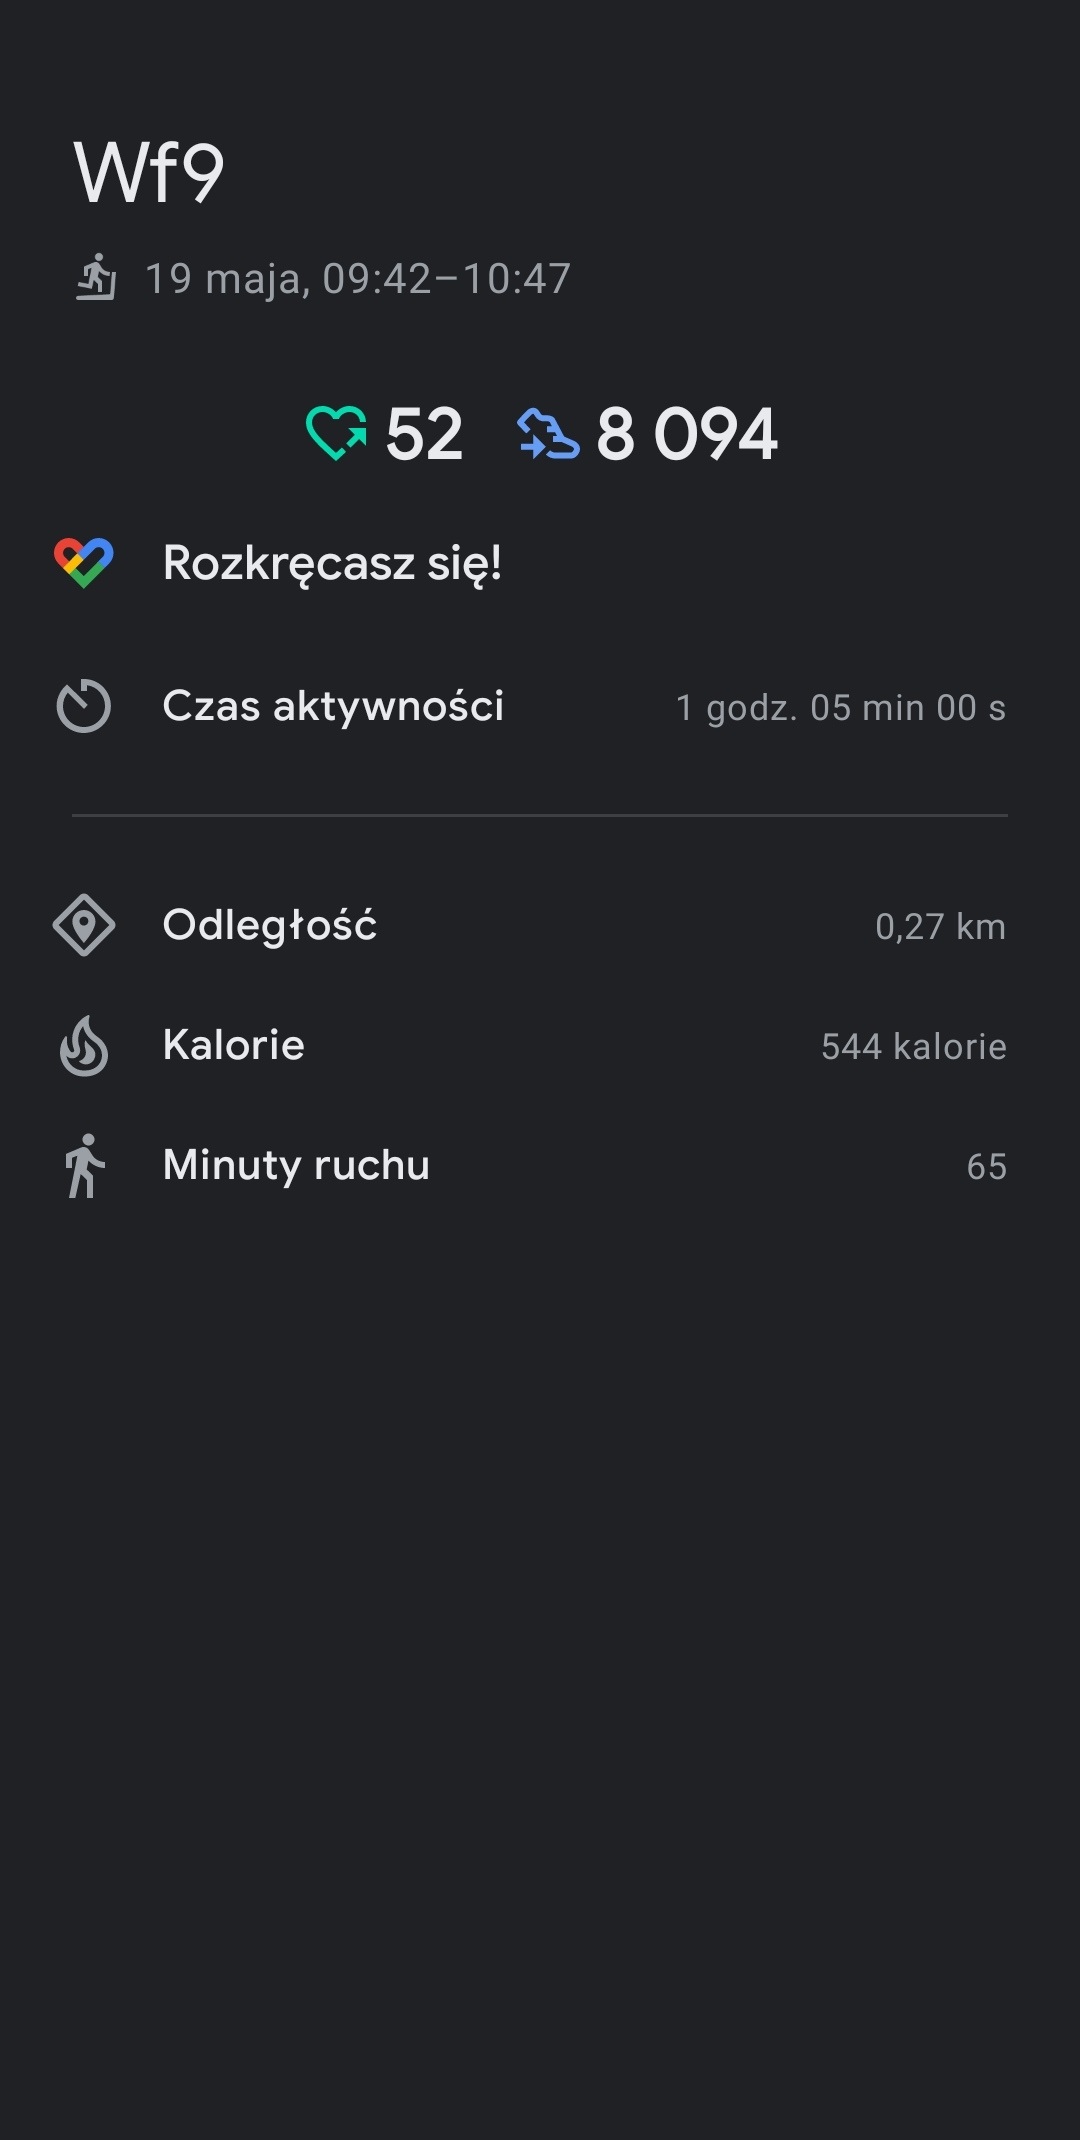 Wf9
19 maja, 09:42–10:47
52 8 094
Rozkręcasz się!
Czas aktywności 1 godz. 05 min 00 s
Odległość 0,27 km
Kalorie 544 kalorie
Minuty ruchu 65